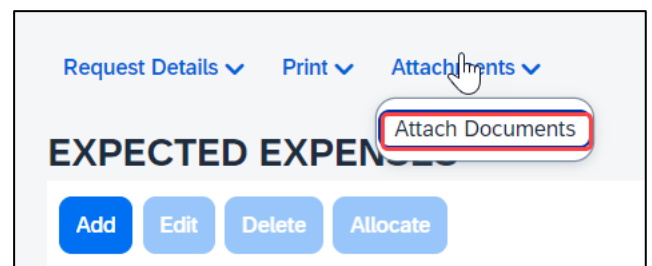 Request Details Print Attachments
Attach Documents
EXPECTED EXPENSES
Add Edit Delete Allocate